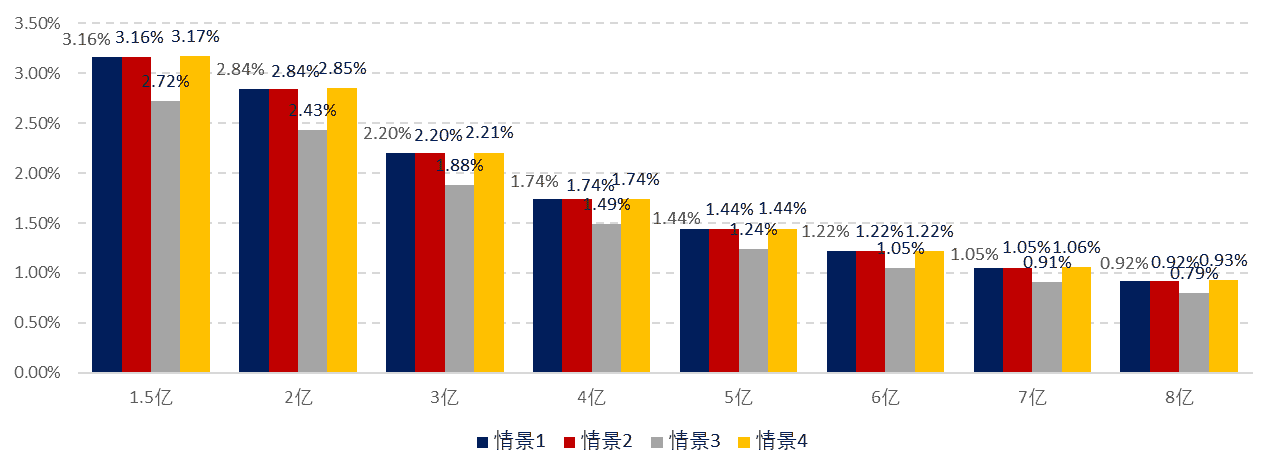 3.50%
3.00%
2.50%
2.00%
1.50%
1.00%
0.50%
0.00%
3.16% 3.16% 2.72% 3.17%
2.84% 2.84% 2.43% 2.85%
2.20% 2.20% 1.88% 2.21%
1.74% 1.74% 1.49% 1.74%
1.44% 1.44% 1.24% 1.44%
1.22% 1.22% 1.05% 1.22%
1.05% 1.05% 0.91% 1.06%
0.92% 0.92% 0.79% 0.93%
1.5亿 2亿 3亿 4亿 5亿 6亿 7亿 8亿
情景1 情景2 情景3 情景4